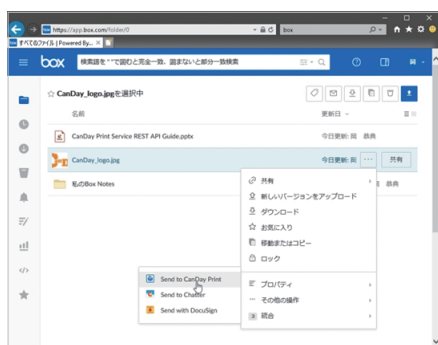 https://app.box.com/folder/0
box
すべてのファイル | Powered By...
box
検索語を " "で囲むと完全一致、囲まないと部分一致検索
CanDay_logo.jpgを選択中
名前
更新日
CanDay Print Service REST API Guide.pptx
今日更新:
CanDay_logo.jpg
今日更新:
共有
私のBox Notes
共有
新しいバージョンをアップロード
ダウンロード
お気に入り
移動またはコピー
ロック
プロパティ
その他の操作
統合
Send to CanDay Print
Send to Chatter
Send with DocuSign